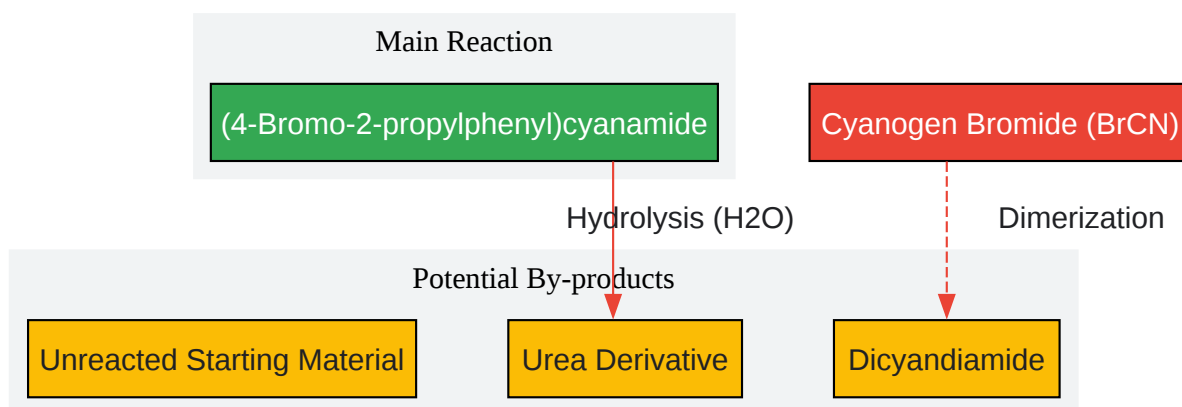 Main Reaction
(4-Bromo-2-propylphenyl)cyanamide
Cyanogen Bromide (BrCN)
Hydrolysis (H2O)
Dimerization
Potential By-products
Unreacted Starting Material
Urea Derivative
Dicyandiamide